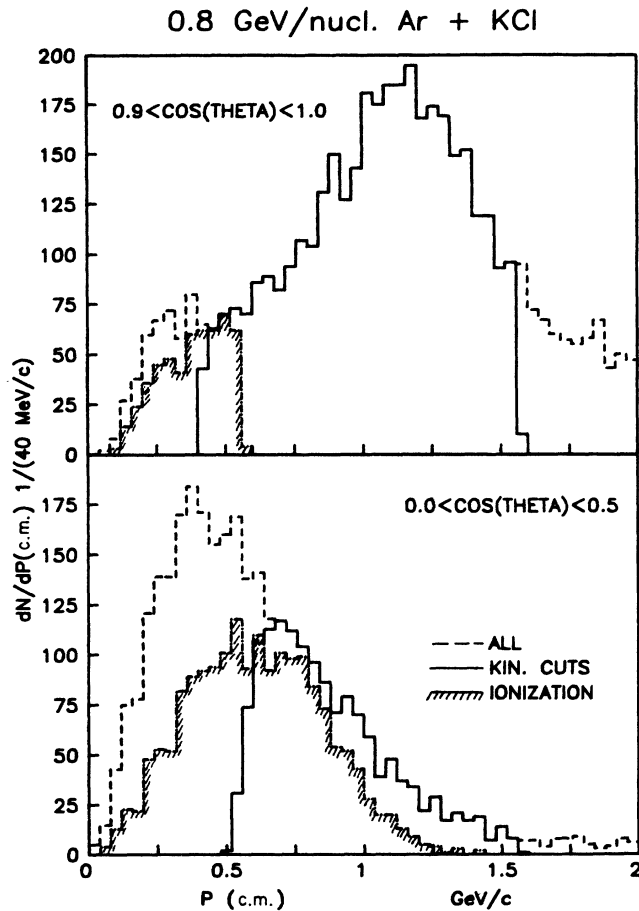 0.8 GeV/nucl. Ar + KCl
200
175
150
125
100
75
50
25
0
0.9<COS(THETA)<1.0
175
150
125
100
75
50
25
0
0.0<COS(THETA)<0.5
ALL
KIN. CUTS
IONIZATION
dN/dP(c.m.) 1/(40 MeV/c)
0 0.5 1 1.5 2
P (c.m.) GeV/c